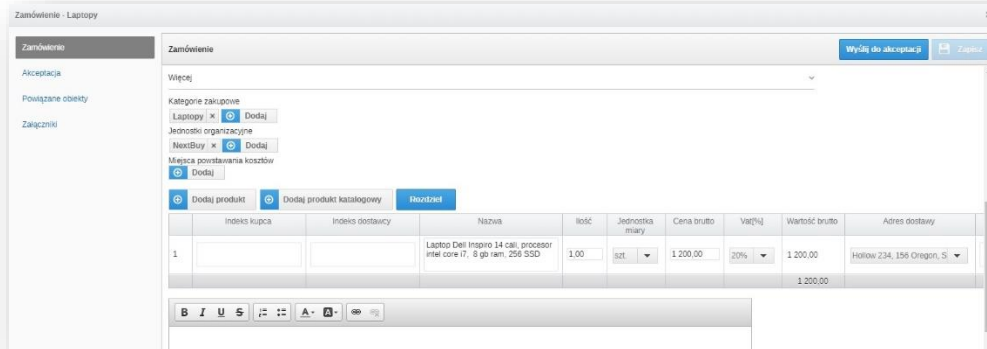 Zamówienie - Laptopy
Zamówienie
Akceptacja
Powiązane obiekty
Załączniki
Zamówienie
Wyślij do akceptacji
Zapisz
Więcej
Kategorie zakupowe
Laptopy × Dodaj
Jednostki organizacyjne
NextBuy × Dodaj
Miejsca powstawania kosztów
Dodaj
Dodaj produkt Dodaj produkt katalogowy Rozdziel
Indeks kupca Indeks dostawcy Nazwa Ilość Jednostka miary Cena brutto Vat[%] Wartość brutto Adres dostawy
1 Laptop Dell Inspiro 14 cali, procesor
intel core i7, 8 gb ram, 256 SSD
1,00 szt. 1 200,00 20% 1 200,00 Hollow 234, 156 Oregon, S
1 200,00
B I U S A A